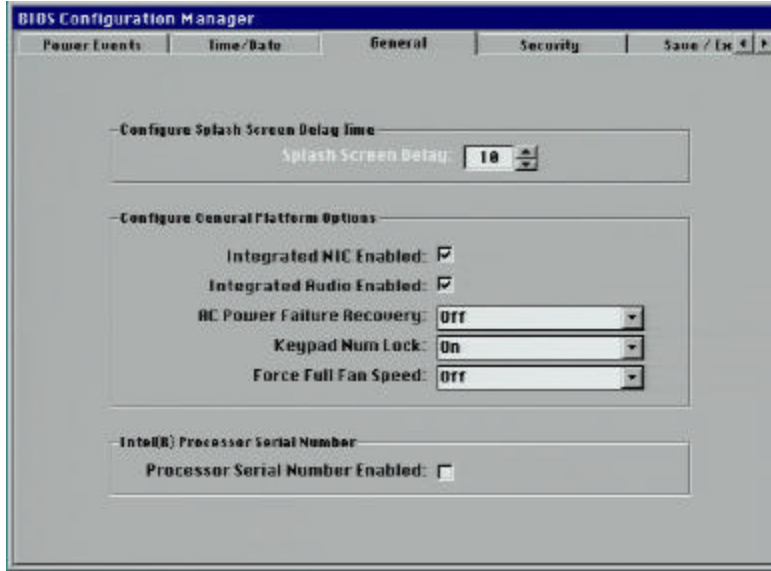 BIOS Configuration Manager
Power Events Time/Date General Security Save / Ex
Configure Splash Screen Delay Time
Splash Screen Delay: 10
Configure General Platform Options
Integrated NIC Enabled:
Integrated Audio Enabled:
AC Power Failure Recovery: Off
Keypad Num Lock: On
Force Full Fan Speed: Off
Intel(R) Processor Serial Number
Processor Serial Number Enabled: